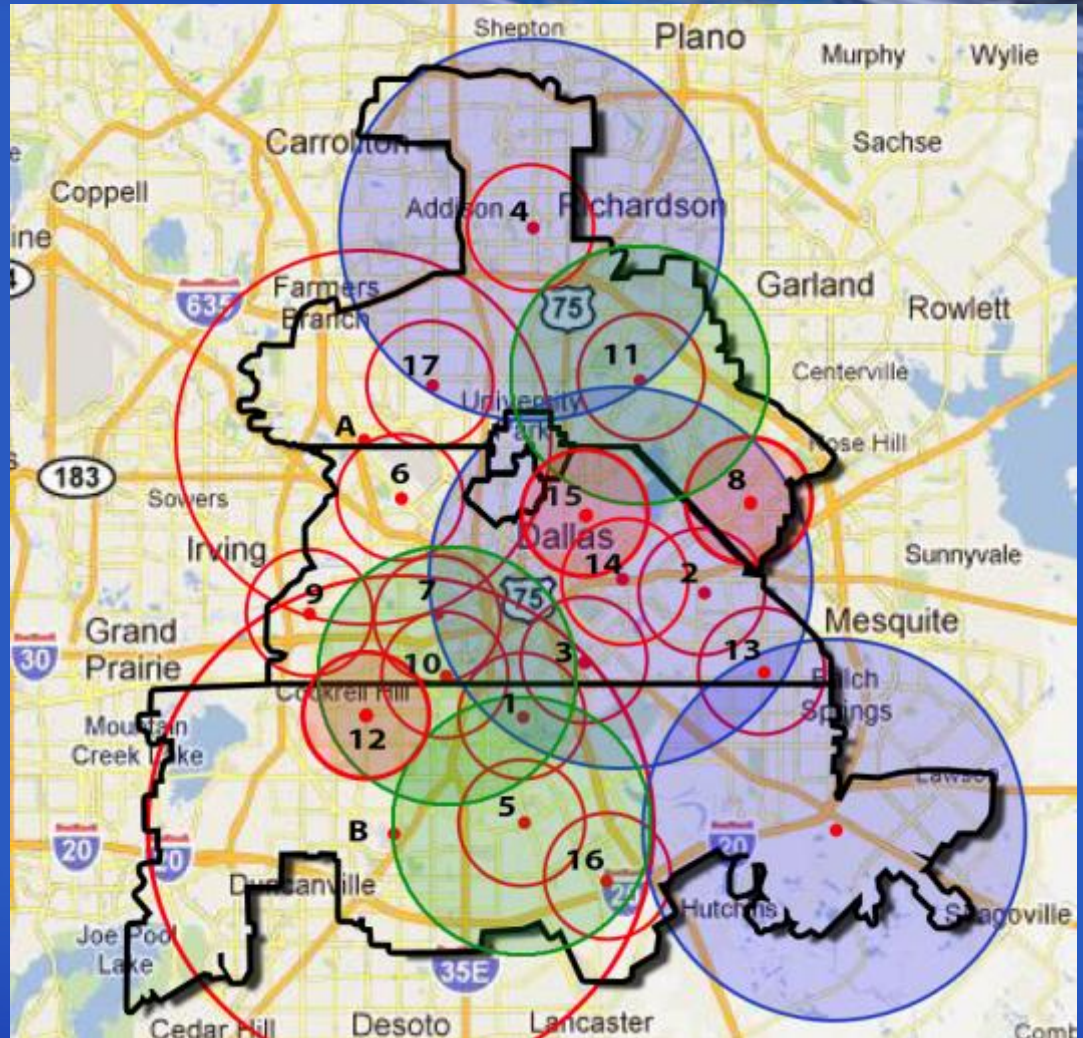 Shepton
Plano
Murphy
Wylie
Carrollton
Sachse
Coppell
Addison
4
Richardson
Garland
635
Farmers
Branch
75
Rowlett
17
11
Centerville
University
Park
A
Rose Hill
183
6
8
Sowers
15
Dallas
Irving
Sunnyvale
14
2
75
9
7
Mesquite
Grand
Prairie
30
3
13
10
Cockrell Hill
Balch
Springs
1
Mountain
Creek Lake
12
Lawson
5
B
20
20
20
16
Duncanville
Hutchins
Seagoville
Joe Pool
Lake
35E
Cedar Hill
Desoto
Lancaster